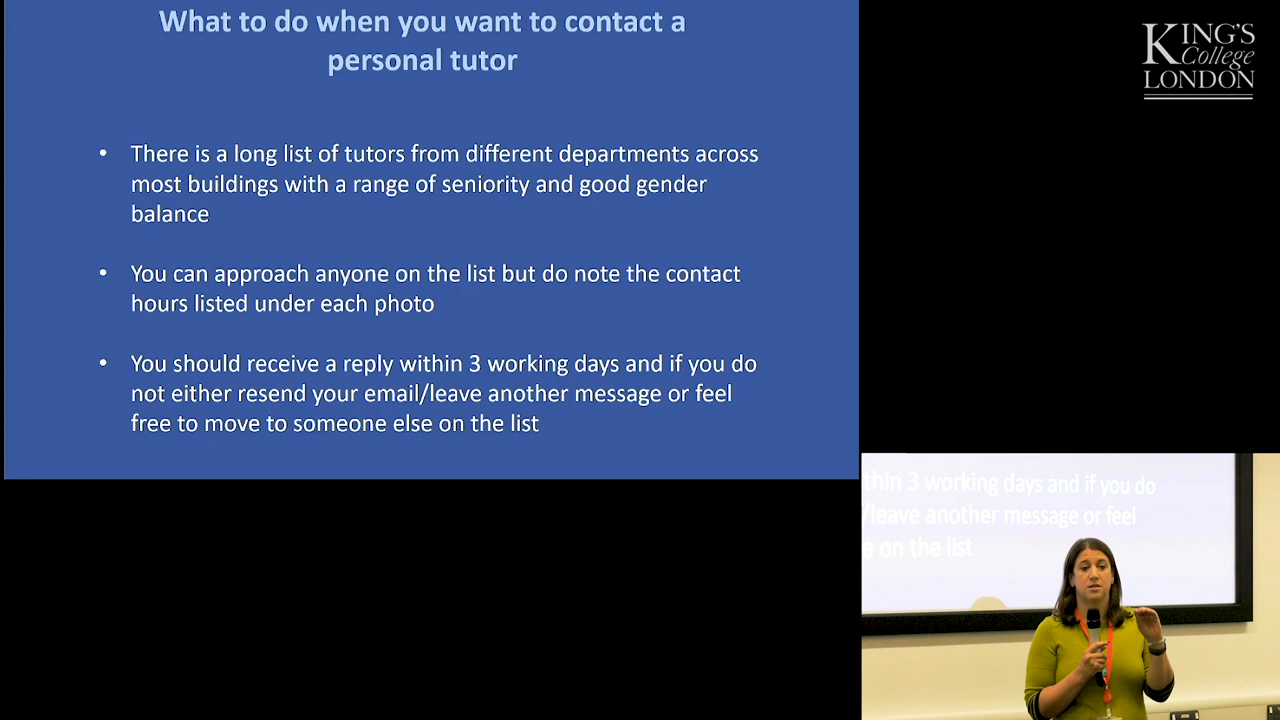 What to do when you want to contact a
personal tutor
• There is a long list of tutors from different departments across
most buildings with a range of seniority and good gender
balance
• You can approach anyone on the list but do note the contact
hours listed under each photo
• You should receive a reply within 3 working days and if you do
not either resend your email/leave another message or feel
free to move to someone else on the list
KING'S
College
LONDON
thin 3 working days and if you do
/leave another message or feel
e on the list